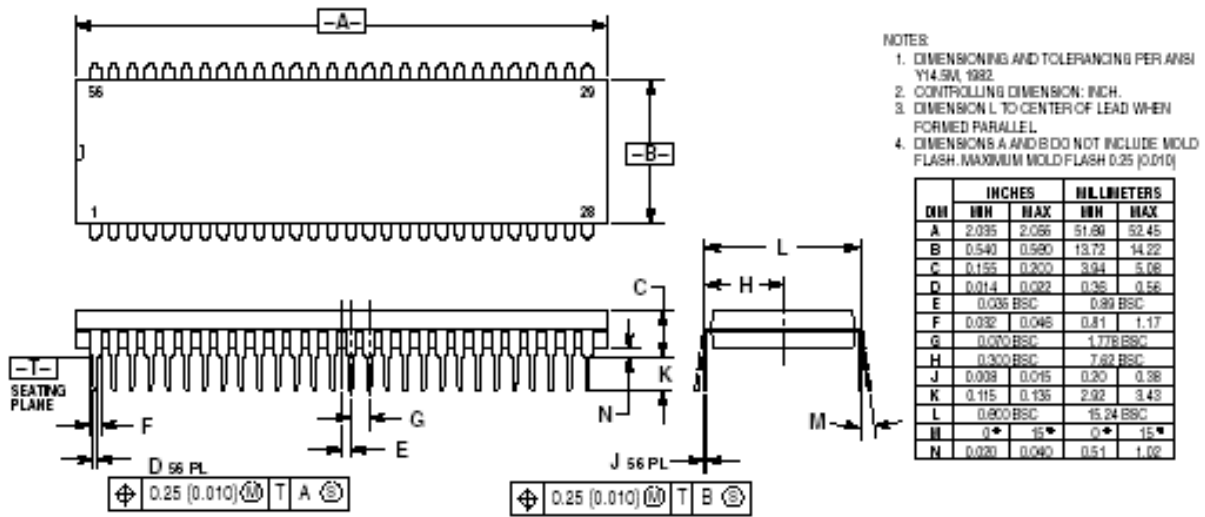 -A-
56
29
-B-
J
1
28
NOTES:
1. DIMENSIONING AND TOLERANCING PER ANSI
Y14.5M, 1982.
2. CONTROLLING DIMENSION: INCH.
3. DIMENSION L TO CENTER OF LEAD WHEN
FORMED PARALLEL.
4. DIMENSIONS A AND B DO NOT INCLUDE MOLD
FLASH. MAXIMUM MOLD FLASH 0.25 (0.010)
INCHES MILLIMETERS
DIM MIN MAX MIN MAX
A 2.035 2.065 51.69 52.45
B 0.540 0.560 13.72 14.22
C 0.155 0.200 3.94 5.08
D 0.014 0.022 0.36 0.56
E 0.035 BSC 0.89 BSC
F 0.032 0.046 0.81 1.17
G 0.070 BSC 1.778 BSC
H 0.300 BSC 7.62 BSC
J 0.008 0.015 0.20 0.38
K 0.115 0.135 2.92 3.43
L 0.600 BSC 15.24 BSC
M 0° 15° 0° 15°
N 0.020 0.040 0.51 1.02
L
H
C
-T-
SEATING
PLANE
K
N
G
F
E
M
D 56 PL
J 56 PL
⌖ 0.25 (0.010) Ⓜ T A Ⓢ
⌖ 0.25 (0.010) Ⓜ T B Ⓢ